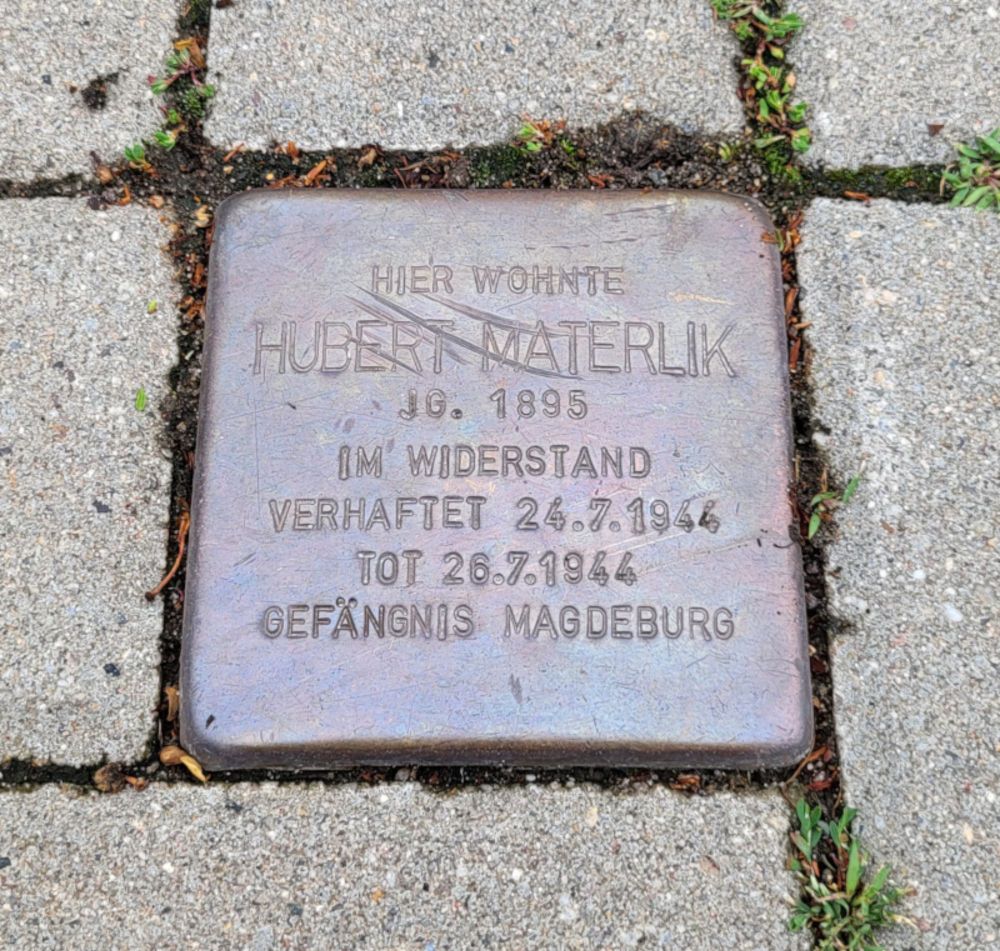 HIER WOHNTE
HUBERT MATERLIK
JG. 1895
IM WIDERSTAND
VERHAFTET 24.7.1944
TOT 26.7.1944
GEFÄNGNIS MAGDEBURG